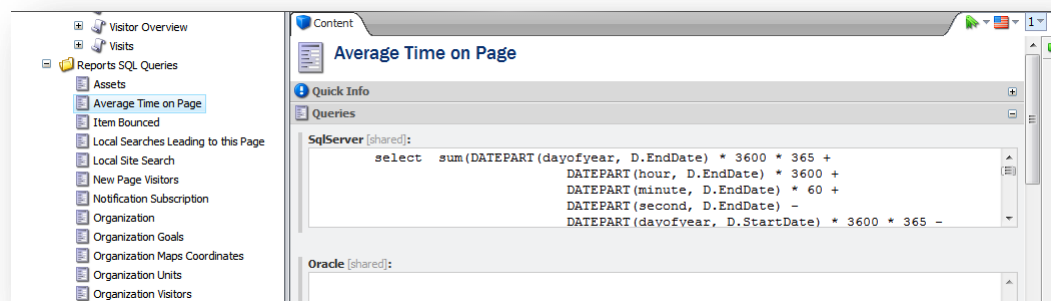 Visitor Overview
Visits
Reports SQL Queries
Assets
Average Time on Page
Item Bounced
Local Searches Leading to this Page
Local Site Search
New Page Visitors
Notification Subscription
Organization
Organization Goals
Organization Maps Coordinates
Organization Units
Organization Visitors
Content
1
Average Time on Page
Quick Info
Queries
SqlServer [shared]:
select sum(DATEPART(dayofyear, D.EndDate) * 3600 * 365 +
DATEPART(hour, D.EndDate) * 3600 +
DATEPART(minute, D.EndDate) * 60 +
DATEPART(second, D.EndDate) -
DATEPART(dayofyear, D.StartDate) * 3600 * 365 -
Oracle [shared]: